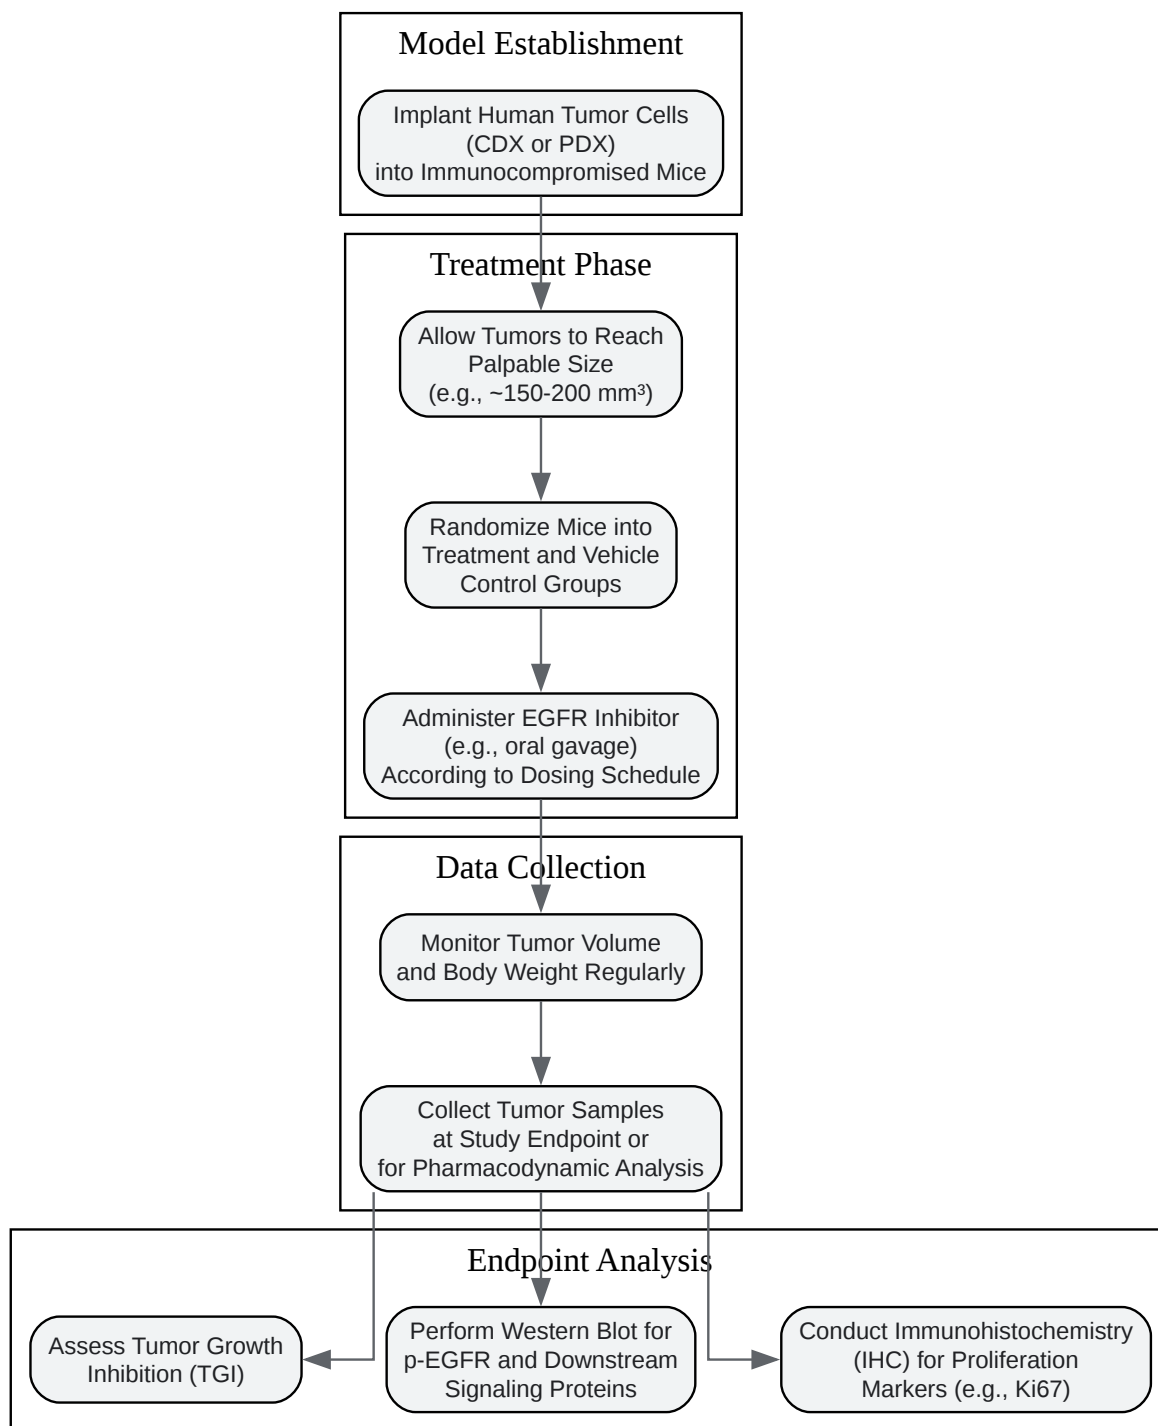 Model Establishment
Implant Human Tumor Cells
(CDX or PDX)
into Immunocompromised Mice
Treatment Phase
Allow Tumors to Reach
Palpable Size
(e.g., ~150-200 mm³)
Randomize Mice into
Treatment and Vehicle
Control Groups
Administer EGFR Inhibitor
(e.g., oral gavage)
According to Dosing Schedule
Data Collection
Monitor Tumor Volume
and Body Weight Regularly
Collect Tumor Samples
at Study Endpoint or
for Pharmacodynamic Analysis
Endpoint Analysis
Assess Tumor Growth
Inhibition (TGI)
Perform Western Blot for
p-EGFR and Downstream
Signaling Proteins
Conduct Immunohistochemistry
(IHC) for Proliferation
Markers (e.g., Ki67)